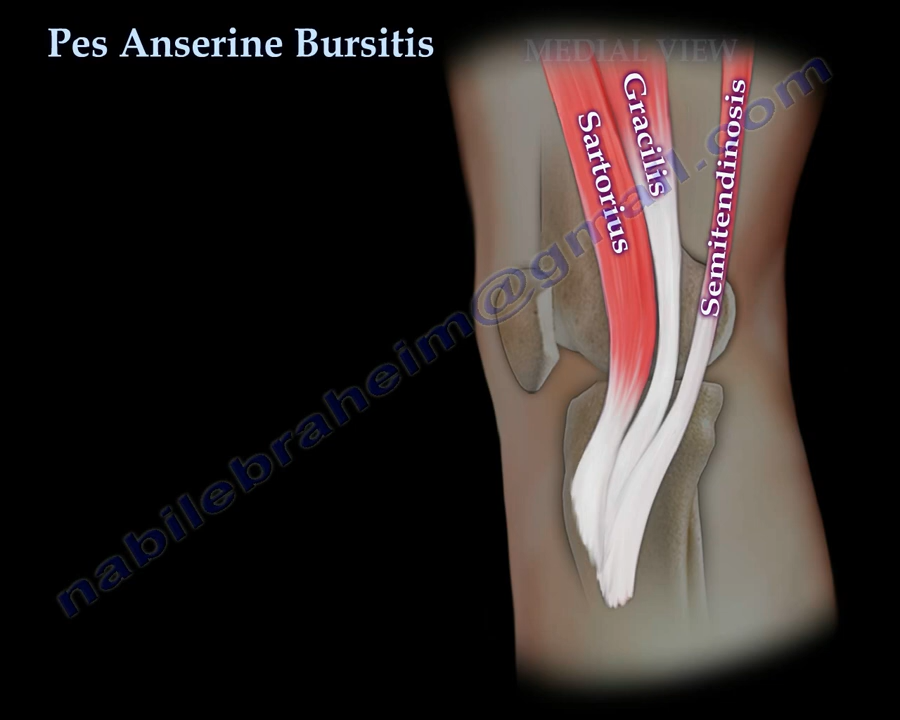 Pes Anserine Bursitis
MEDIAL VIEW
Gracilis
Sartorius
Semitendinosis
nabilebraheim@gmail.com